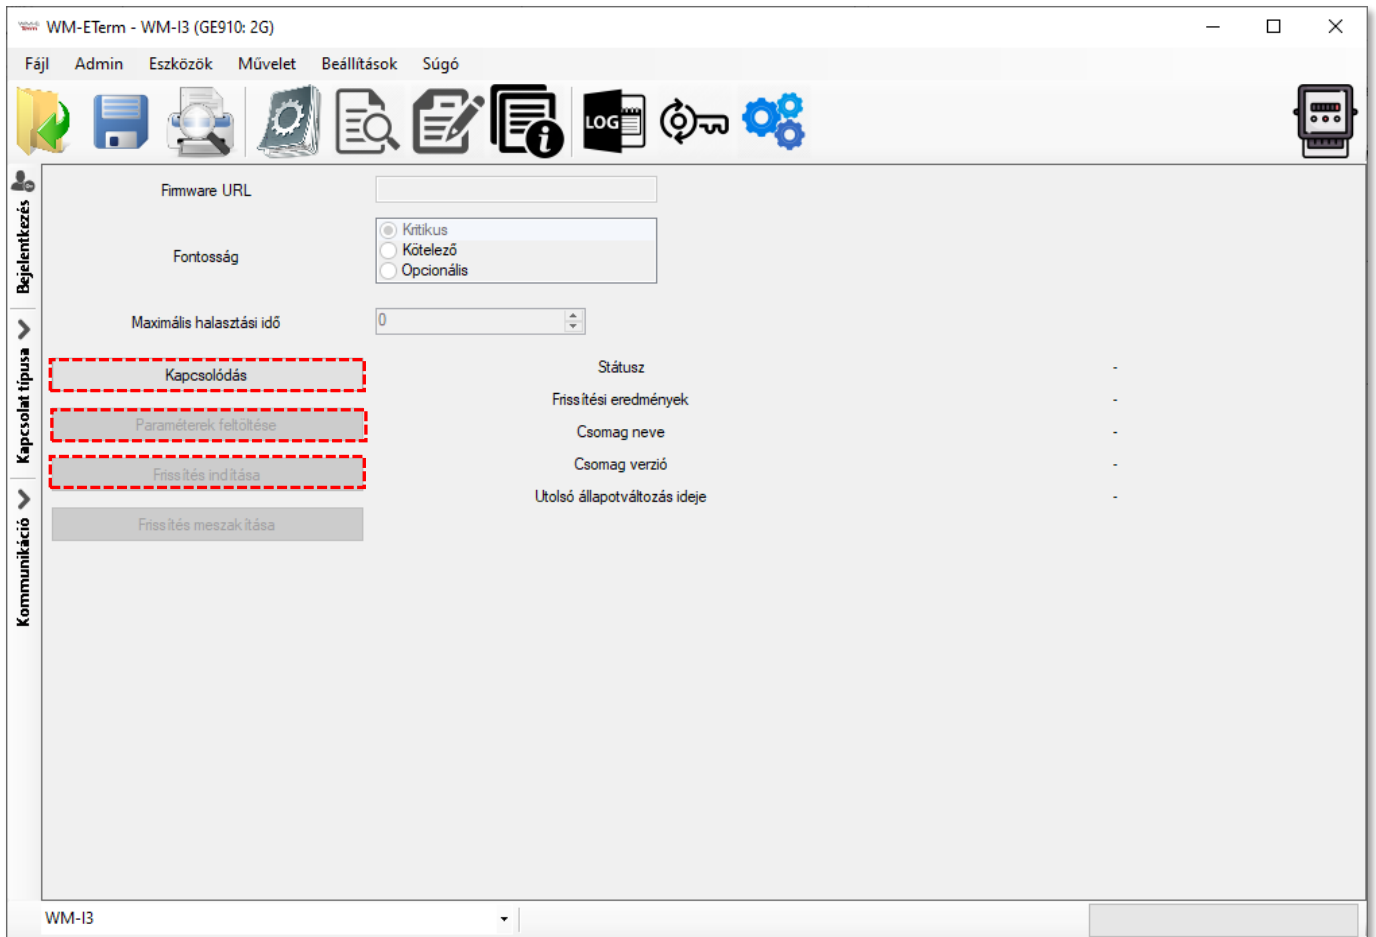 WM-ETerm - WM-I3 (GE910: 2G)
Fájl Admin Eszközök Művelet Beállítások Súgó
LOG
Bejelentkezés
Kapcsolat típusa
Kommunikáció
Firmware URL
Fontosság
Kritikus
Kötelező
Opcionális
Maximális halasztási idő
0
Kapcsolódás
Paraméterek feltöltése
Frissítés indítása
Frissítés meszakítása
Státusz -
Frissítési eredmények -
Csomag neve -
Csomag verzió -
Utolsó állapotváltozás ideje -
WM-I3